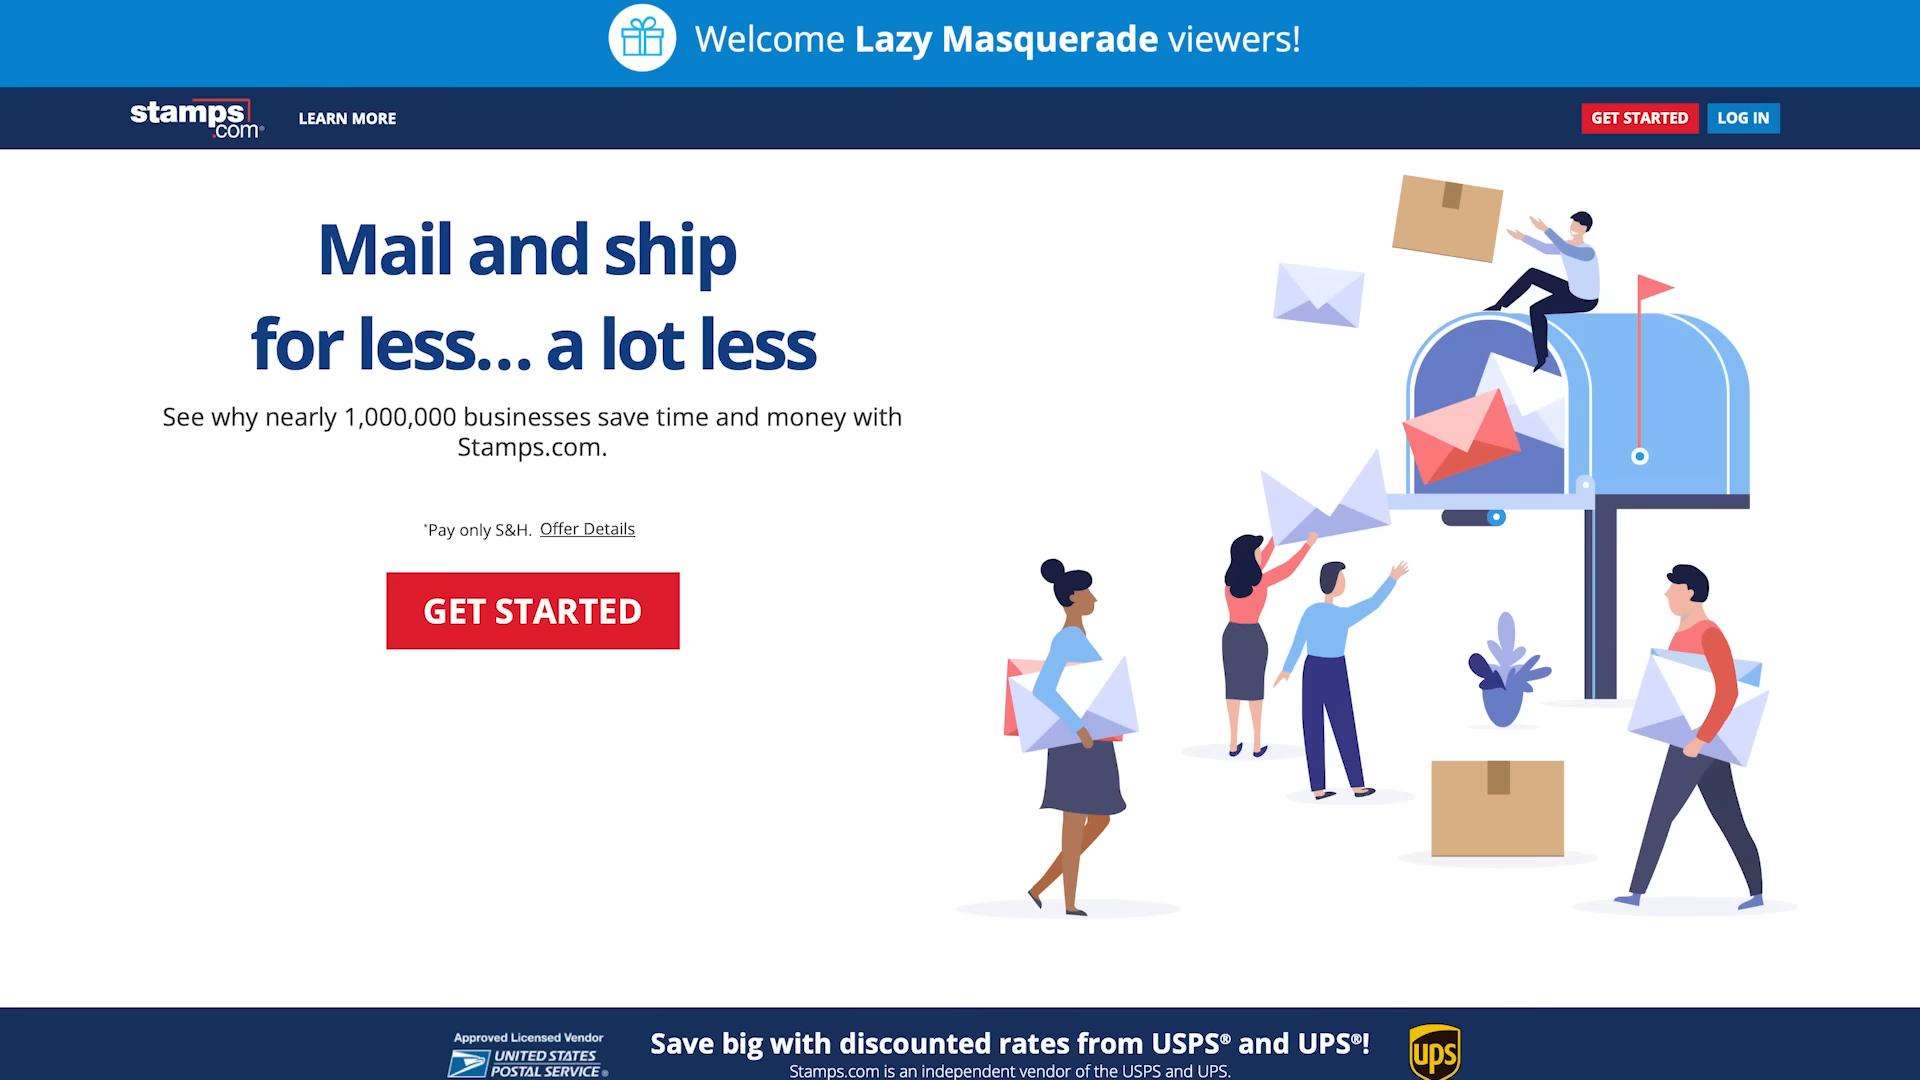 Welcome Lazy Masquerade viewers!
stamps.com® LEARN MORE GET STARTED LOG IN
Mail and ship
for less... a lot less
See why nearly 1,000,000 businesses save time and money with
Stamps.com.
*Pay only S&H. Offer Details
GET STARTED
Approved Licensed Vendor
UNITED STATES
POSTAL SERVICE®
Save big with discounted rates from USPS® and UPS®!
Stamps.com is an independent vendor of the USPS and UPS.
ups